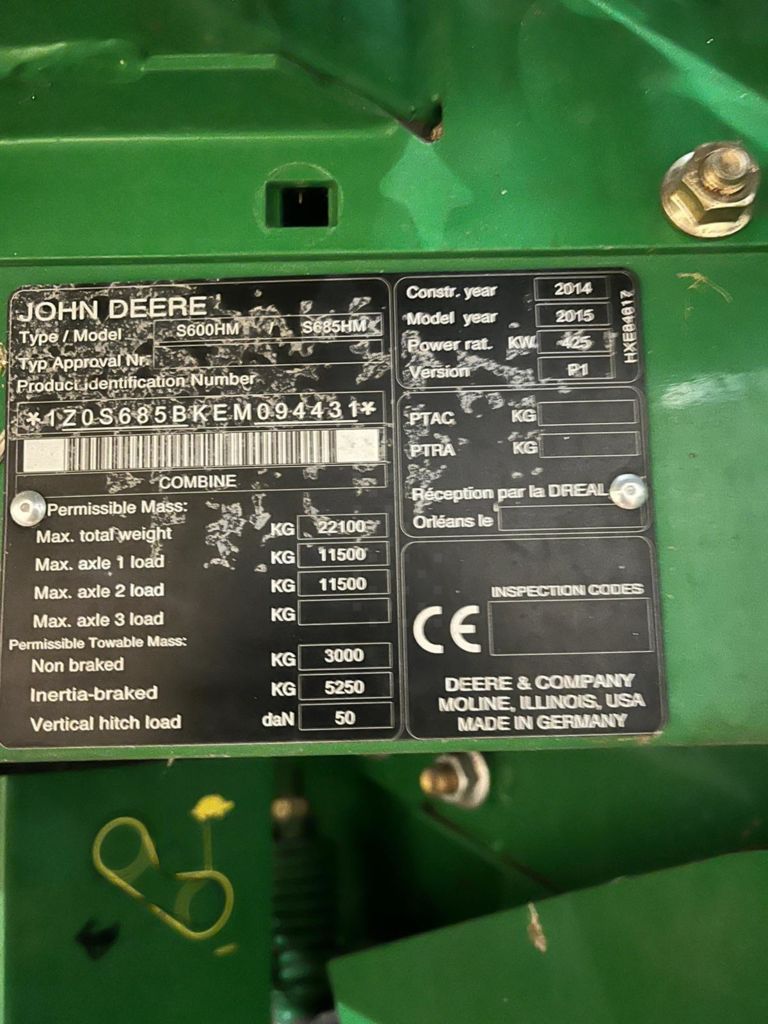 JOHN DEERE
Type / Model S600HM / S685HM
Typ Approval Nr.
Product Identification Number
*1Z0S685BKEM094431*
COMBINE
Permissible Mass:
Max. total weight KG 22100
Max. axle 1 load KG 11500
Max. axle 2 load KG 11500
Max. axle 3 load KG
Permissible Towable Mass:
Non braked KG 3000
Inertia-braked KG 5250
Vertical hitch load daN 50
Constr. year 2014
Model year 2015
Power rat. KW 425
Version P1
HXE84617
PTAC KG
PTRA KG
Réception par la DREAL
Orléans le
INSPECTION CODES
CE
DEERE & COMPANY
MOLINE, ILLINOIS, USA
MADE IN GERMANY